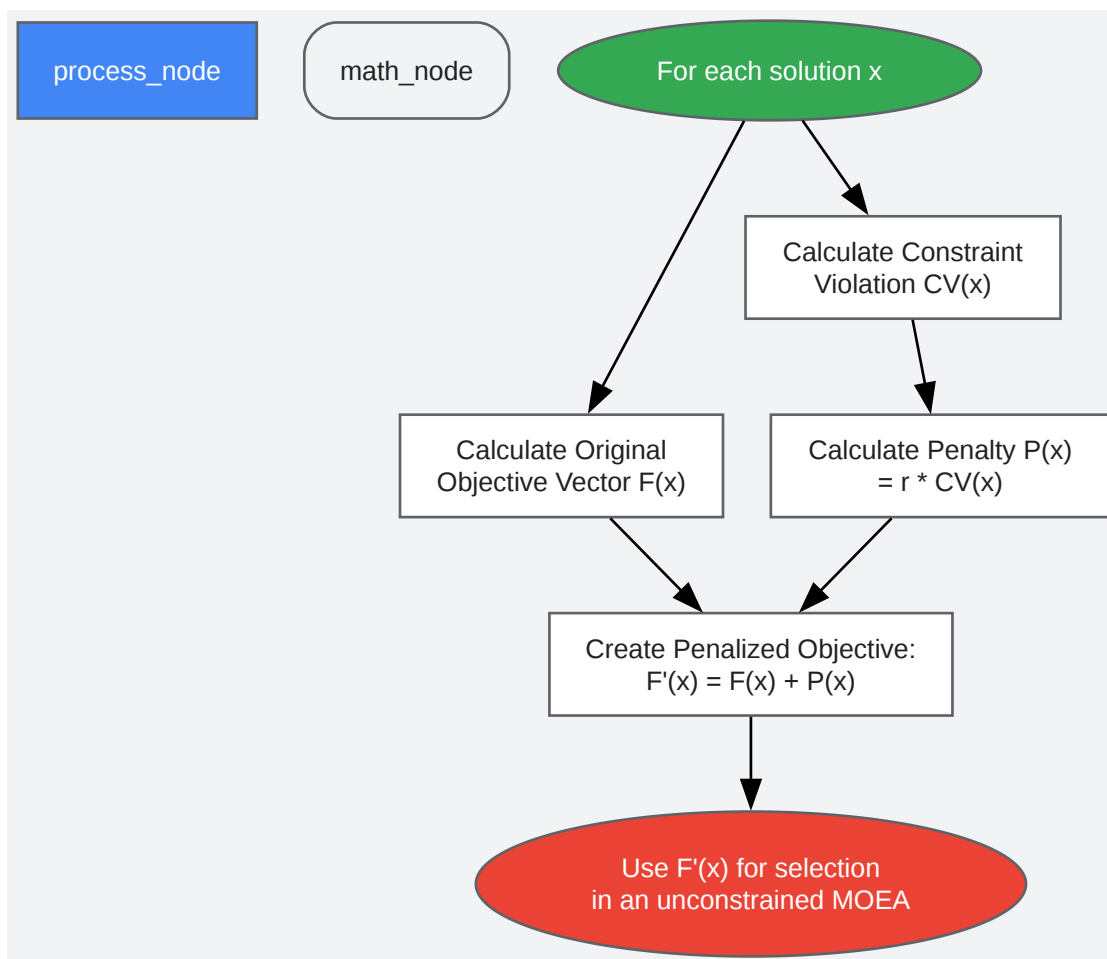 process_node
math_node
For each solution x
Calculate Constraint
Violation CV(x)
Calculate Original
Objective Vector F(x)
Calculate Penalty P(x)
= r * CV(x)
Create Penalized Objective:
F'(x) = F(x) + P(x)
Use F'(x) for selection
in an unconstrained MOEA